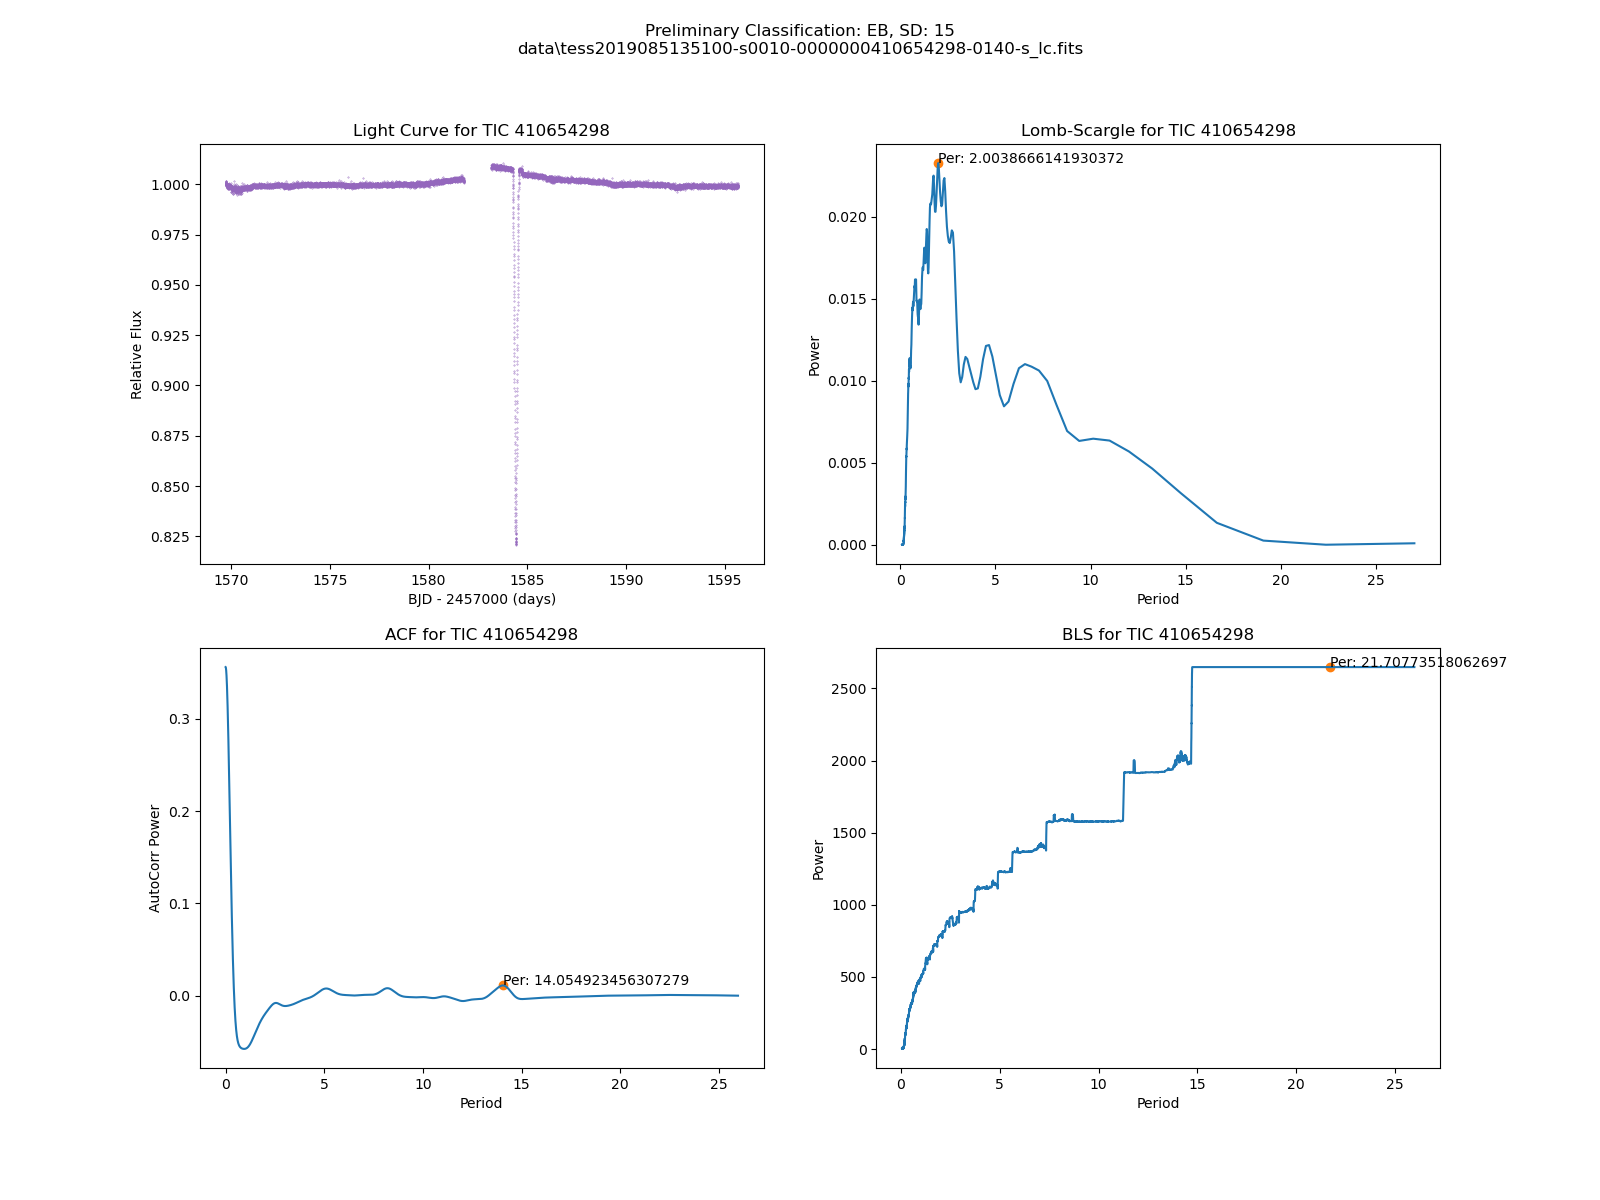 Preliminary Classification: EB, SD: 15
data\tess2019085135100-s0010-0000000410654298-0140-s_lc.fits
Light Curve for TIC 410654298
1.000
0.975
0.950
0.925
0.900
0.875
0.850
0.825
Relative Flux
1570
1575
1580
1585
1590
1595
BJD - 2457000 (days)
Lomb-Scargle for TIC 410654298
Per: 2.0038666141930372
0.020
0.015
0.010
0.005
0.000
Power
0
5
10
15
20
25
Period
ACF for TIC 410654298
0.3
0.2
0.1
0.0
AutoCorr Power
Per: 14.054923456307279
0
5
10
15
20
25
Period
BLS for TIC 410654298
Per: 21.70773518062697
2500
2000
1500
1000
500
0
Power
0
5
10
15
20
25
Period